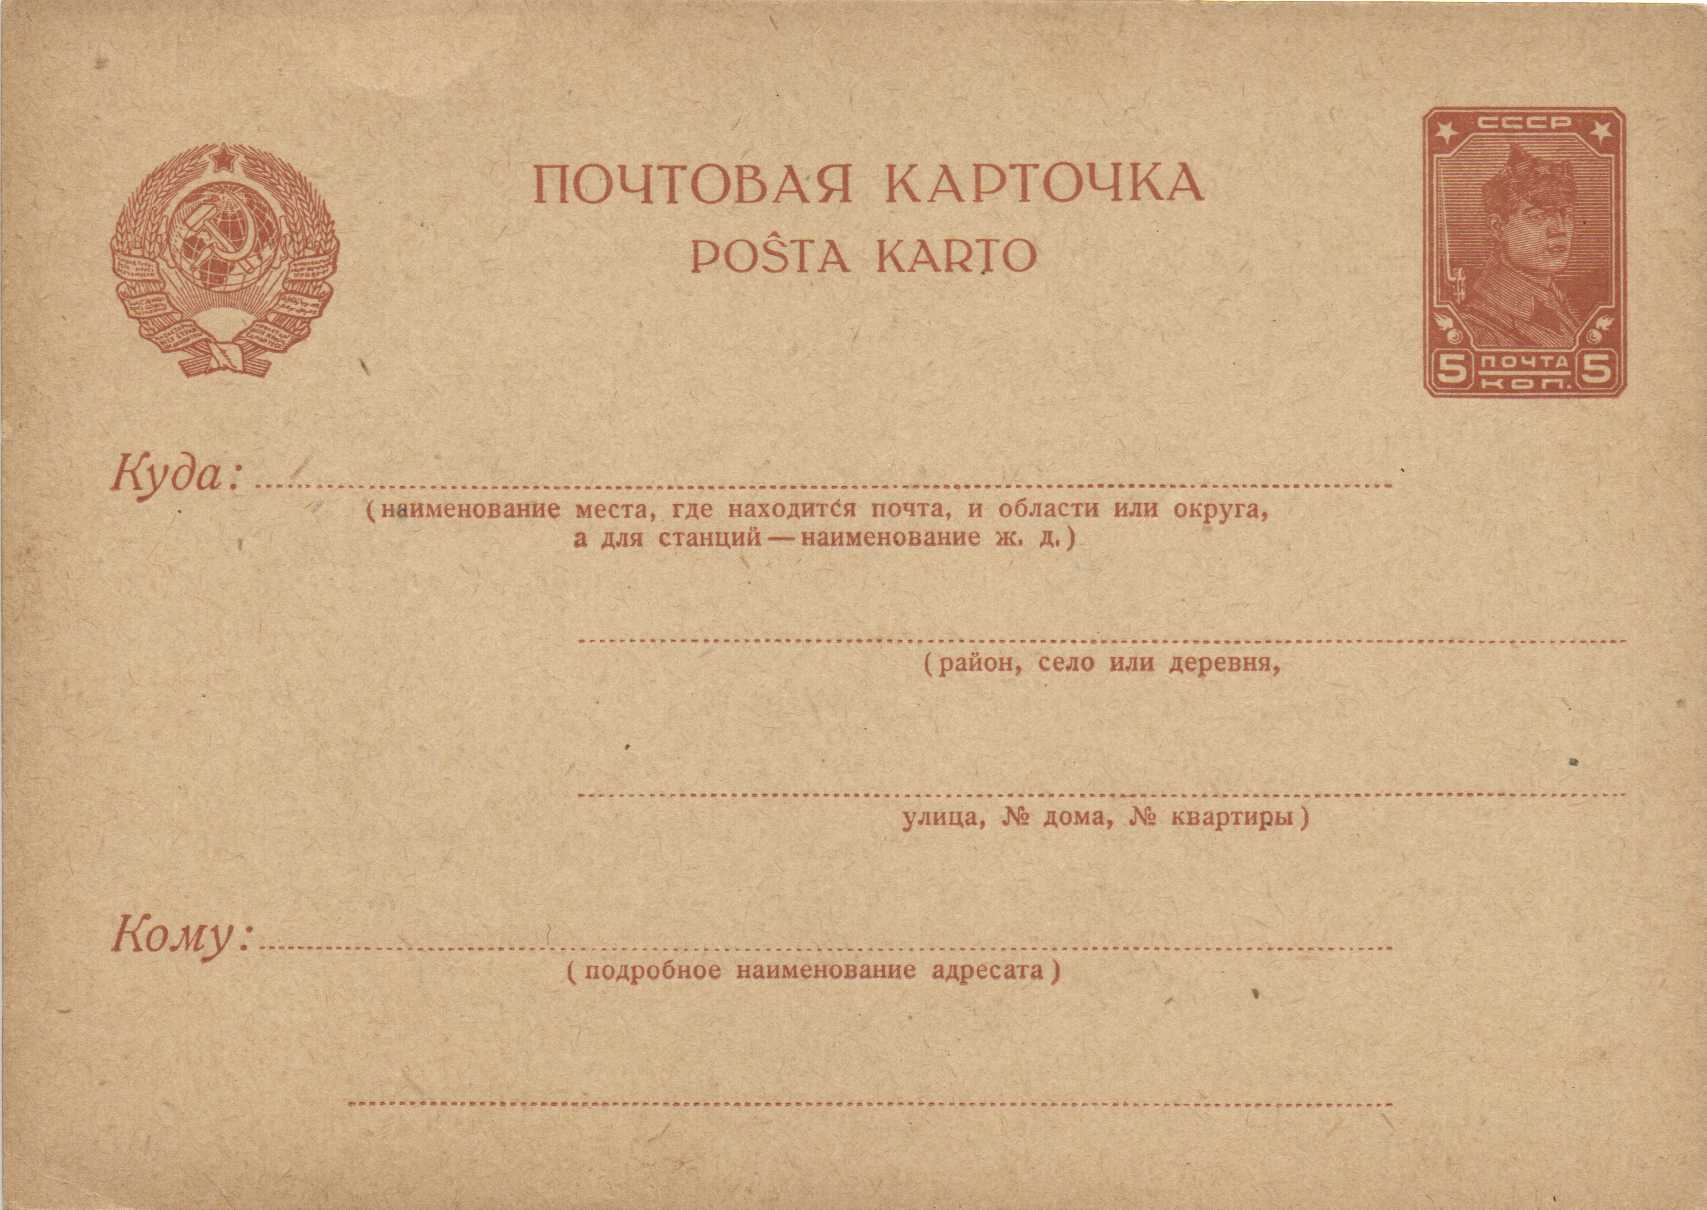 СССР
ПОЧТОВАЯ КАРТОЧКА
POŜTA KARTO
5 ПОЧТА 5
КОП.
Куда:
(наименование места, где находится почта, и области или округа,
а для станций — наименование ж. д.)
(район, село или деревня,
улица, № дома, № квартиры)
Кому:
(подробное наименование адресата)